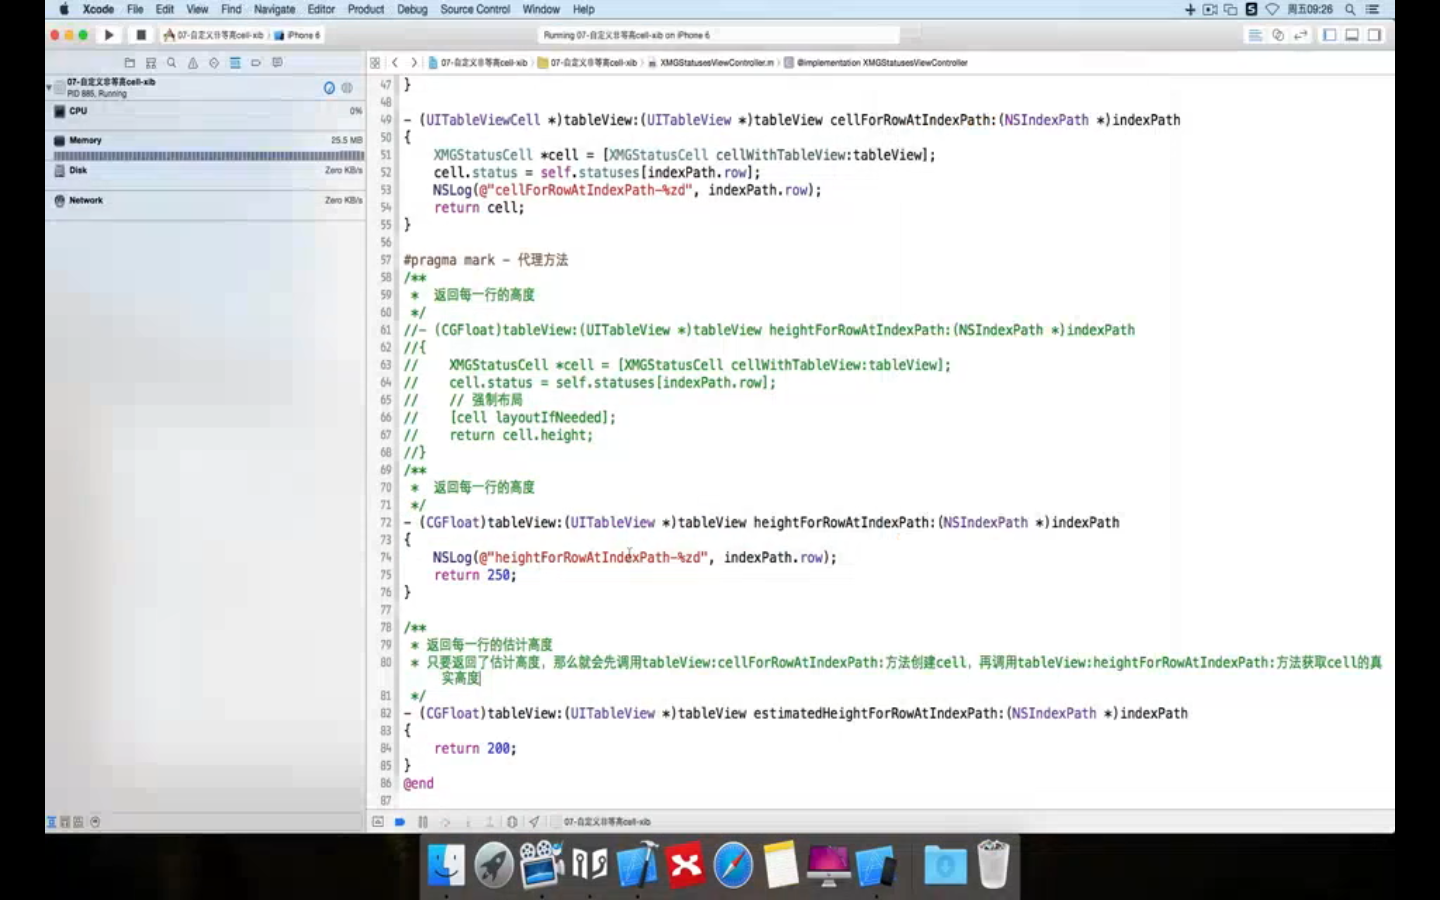 Xcode File Edit View Find Navigate Editor Product Debug Source Control Window Help 周五09:26
07-自定义非等高cell-xib iPhone 6 Running 07-自定义非等高cell-xib on iPhone 6
07-自定义非等高cell-xib 07-自定义非等高cell-xib XMGStatusesViewController.m @implementation XMGStatusesViewController
07-自定义非等高cell-xib
PID 885, Running
CPU 0%
Memory 25.5 MB
Disk Zero KB/s
Network Zero KB/s
47 }
48
49 - (UITableViewCell *)tableView:(UITableView *)tableView cellForRowAtIndexPath:(NSIndexPath *)indexPath
50 {
51 XMGStatusCell *cell = [XMGStatusCell cellWithTableView:tableView];
52 cell.status = self.statuses[indexPath.row];
53 NSLog(@"cellForRowAtIndexPath-%zd", indexPath.row);
54 return cell;
55 }
56
57 #pragma mark - 代理方法
58 /**
59 * 返回每一行的高度
60 */
61 //- (CGFloat)tableView:(UITableView *)tableView heightForRowAtIndexPath:(NSIndexPath *)indexPath
62 //{
63 // XMGStatusCell *cell = [XMGStatusCell cellWithTableView:tableView];
64 // cell.status = self.statuses[indexPath.row];
65 // // 强制布局
66 // [cell layoutIfNeeded];
67 // return cell.height;
68 //}
69 /**
70 * 返回每一行的高度
71 */
72 - (CGFloat)tableView:(UITableView *)tableView heightForRowAtIndexPath:(NSIndexPath *)indexPath
73 {
74 NSLog(@"heightForRowAtIndexPath-%zd", indexPath.row);
75 return 250;
76 }
77
78 /**
79 * 返回每一行的估计高度
80 * 只要返回了估计高度, 那么就会先调用tableView:cellForRowAtIndexPath:方法创建cell, 再调用tableView:heightForRowAtIndexPath:方法获取cell的真
实高度
81 */
82 - (CGFloat)tableView:(UITableView *)tableView estimatedHeightForRowAtIndexPath:(NSIndexPath *)indexPath
83 {
84 return 200;
85 }
86 @end
87
07-自定义非等高cell-xib